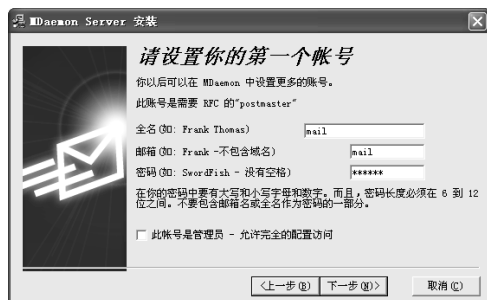 MDaemon Server 安装
请设置你的第一个帐号
你以后可以在 MDaemon 中设置更多的账号。
此账号是需要 RFC 的"postmaster"
全名(如: Frank Thomas)
mail
邮箱(如: Frank -不包含域名)
mail
密码(如: SwordFish - 没有空格)
******
在你的密码中要有大写和小写字母和数字。而且，密码长度必须在 6 到 12
位之间。不要包含邮箱名或全名作为密码的一部分。
此帐号是管理员 - 允许完全的配置访问
<上一步(B)
下一步(N)>
取消(C)